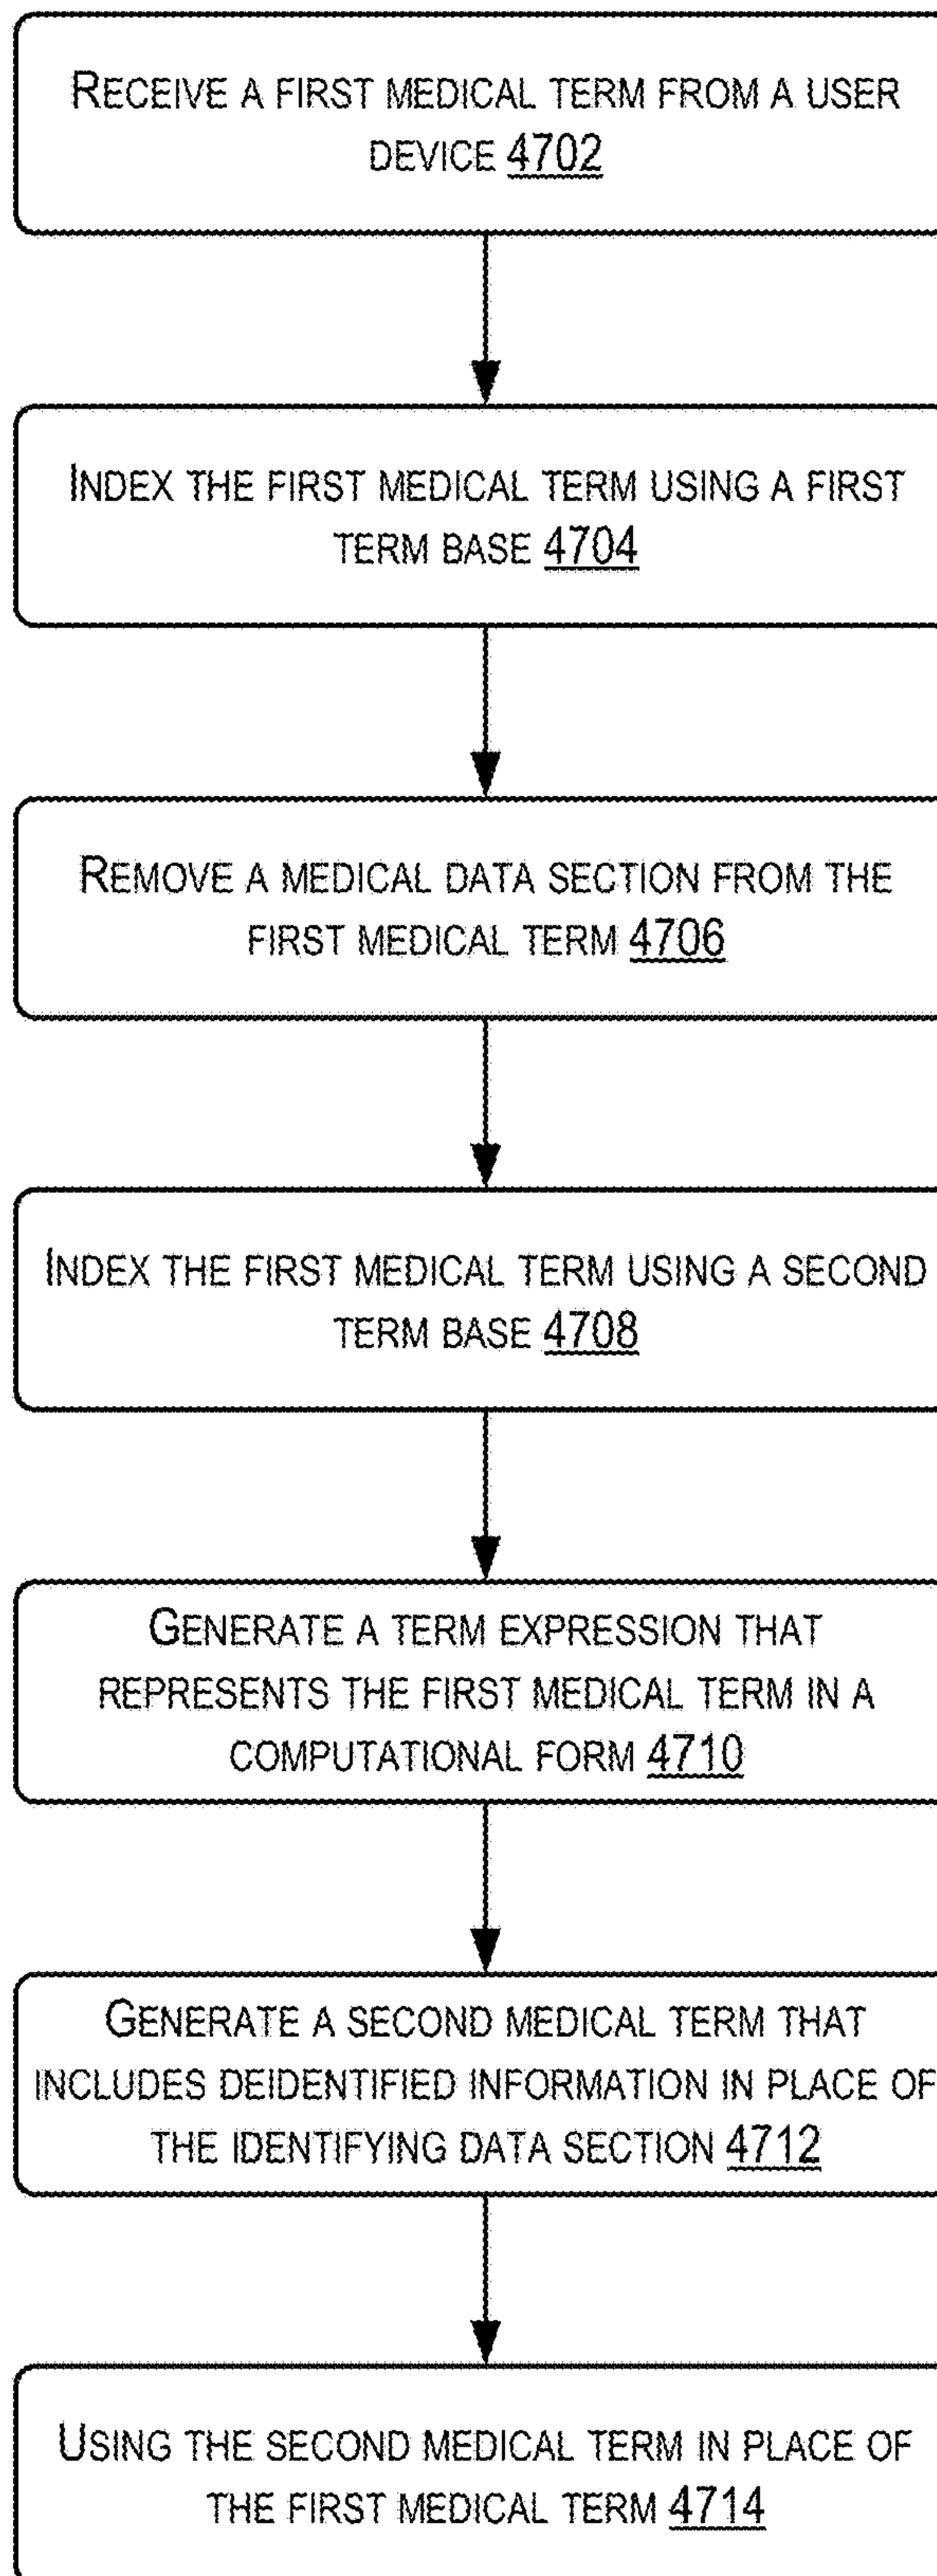 RECEIVE A FIRST MEDICAL TERM FROM A USER
DEVICE 4702
INDEX THE FIRST MEDICAL TERM USING A FIRST
TERM BASE 4704
REMOVE A MEDICAL DATA SECTION FROM THE
FIRST MEDICAL TERM 4706
INDEX THE FIRST MEDICAL TERM USING A SECOND
TERM BASE 4708
GENERATE A TERM EXPRESSION THAT
REPRESENTS THE FIRST MEDICAL TERM IN A
COMPUTATIONAL FORM 4710
GENERATE A SECOND MEDICAL TERM THAT
INCLUDES DEIDENTIFIED INFORMATION IN PLACE OF
THE IDENTIFYING DATA SECTION 4712
USING THE SECOND MEDICAL TERM IN PLACE OF
THE FIRST MEDICAL TERM 4714